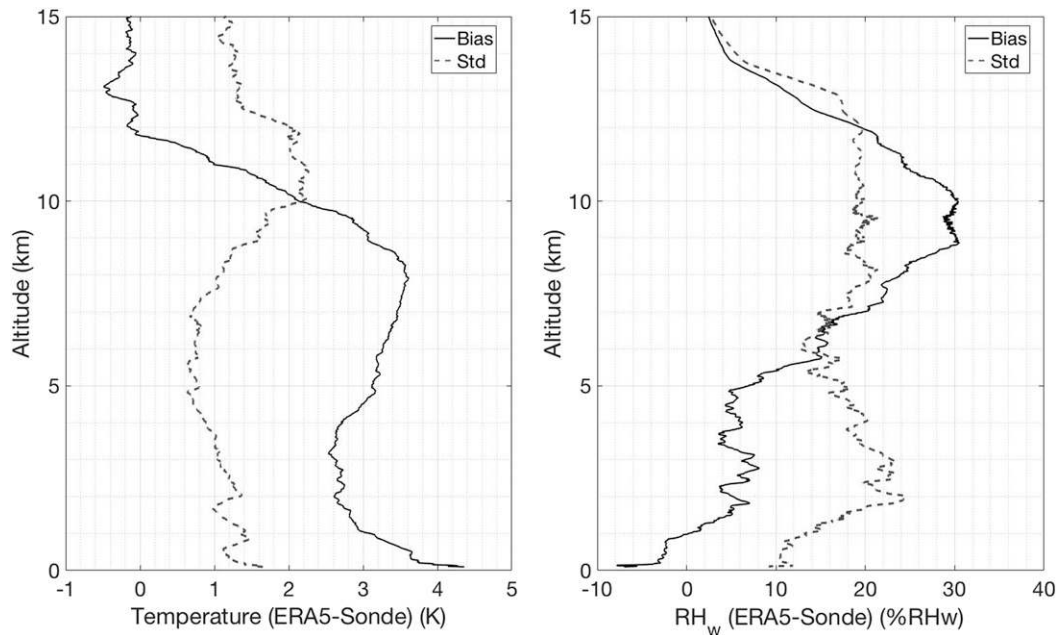 15
10
5
0
Altitude (km)
-1 0 1 2 3 4 5
Temperature (ERA5-Sonde) (K)
Bias
Std
15
10
5
0
Altitude (km)
-10 0 10 20 30 40
RH_w (ERA5-Sonde) (%RHw)
Bias
Std